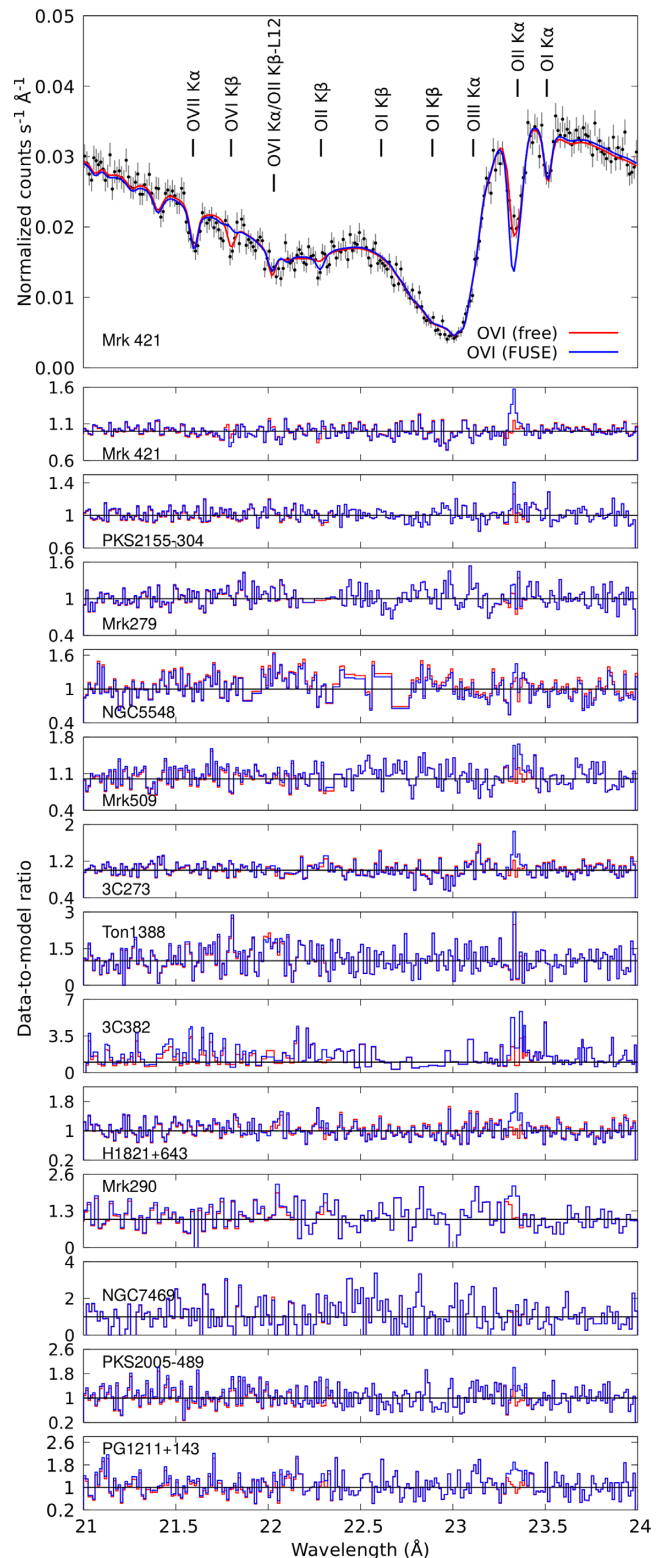 Normalized counts s⁻¹ Å⁻¹
0.05
0.04
0.03
0.02
0.01
0.00
OVII Kα
OVI Kβ
OVI Kα/OII Kβ-L12
OII Kβ
OI Kβ
OI Kβ
OIII Kα
OII Kα
OI Kα
Mrk 421
OVI (free)
OVI (FUSE)
Data-to-model ratio
1.6
1.1
0.6
Mrk 421
1.4
1
0.6
PKS2155-304
1.6
1
0.4
Mrk279
1.6
1
0.4
NGC5548
1.8
1.1
0.4
Mrk509
2
1.2
0.4
3C273
3
1.5
0
Ton1388
7
3.5
0
3C382
1.8
1
0.2
H1821+643
2.6
1.3
0
Mrk290
4
2
0
NGC7469
2.6
1.8
1
0.2
PKS2005-489
2.6
1.8
1
0.2
PG1211+143
21
21.5
22
22.5
23
23.5
24
Wavelength (Å)